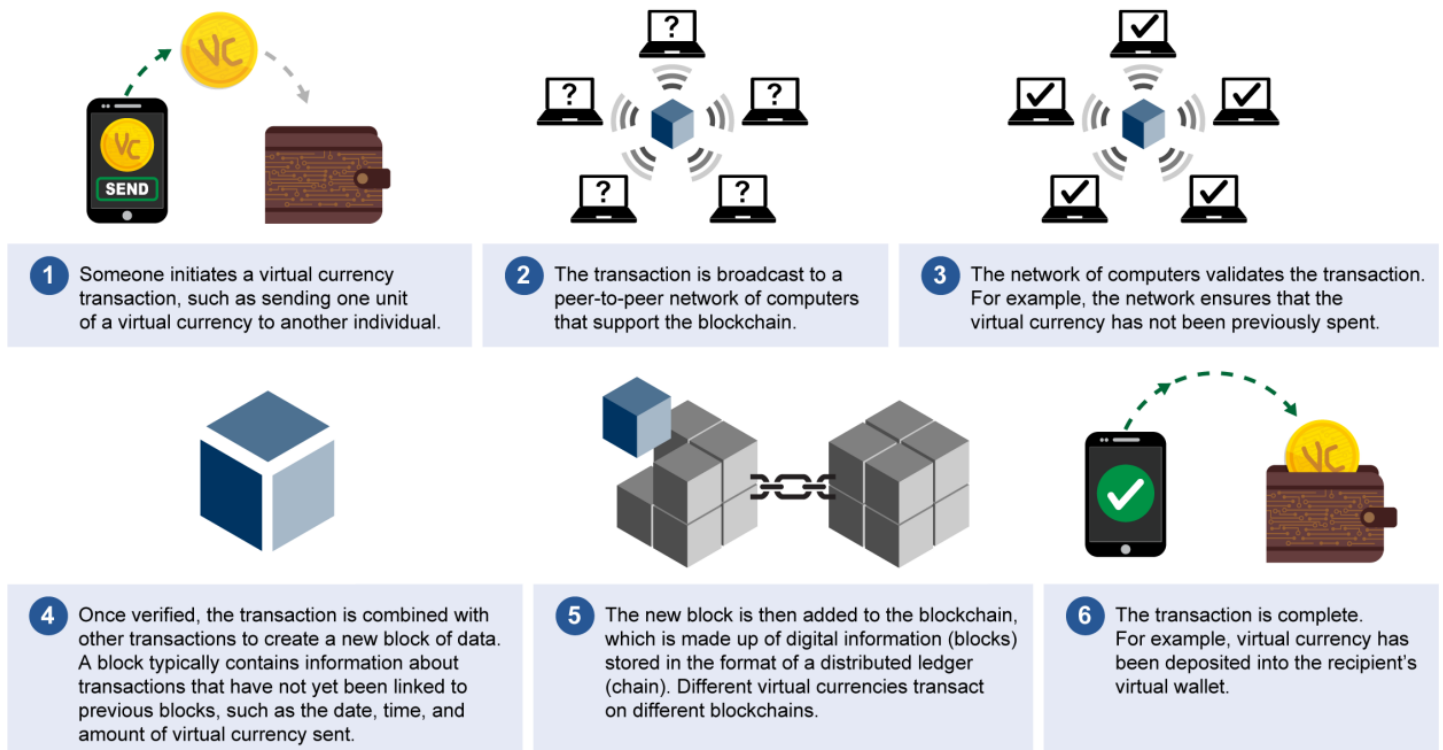 VC
VC
SEND
?
?
?
?
?
1 Someone initiates a virtual currency
transaction, such as sending one unit
of a virtual currency to another individual.
2 The transaction is broadcast to a
peer-to-peer network of computers
that support the blockchain.
3 The network of computers validates the transaction.
For example, the network ensures that the
virtual currency has not been previously spent.
VC
4 Once verified, the transaction is combined with
other transactions to create a new block of data.
A block typically contains information about
transactions that have not yet been linked to
previous blocks, such as the date, time, and
amount of virtual currency sent.
5 The new block is then added to the blockchain,
which is made up of digital information (blocks)
stored in the format of a distributed ledger
(chain). Different virtual currencies transact
on different blockchains.
6 The transaction is complete.
For example, virtual currency has
been deposited into the recipient’s
virtual wallet.